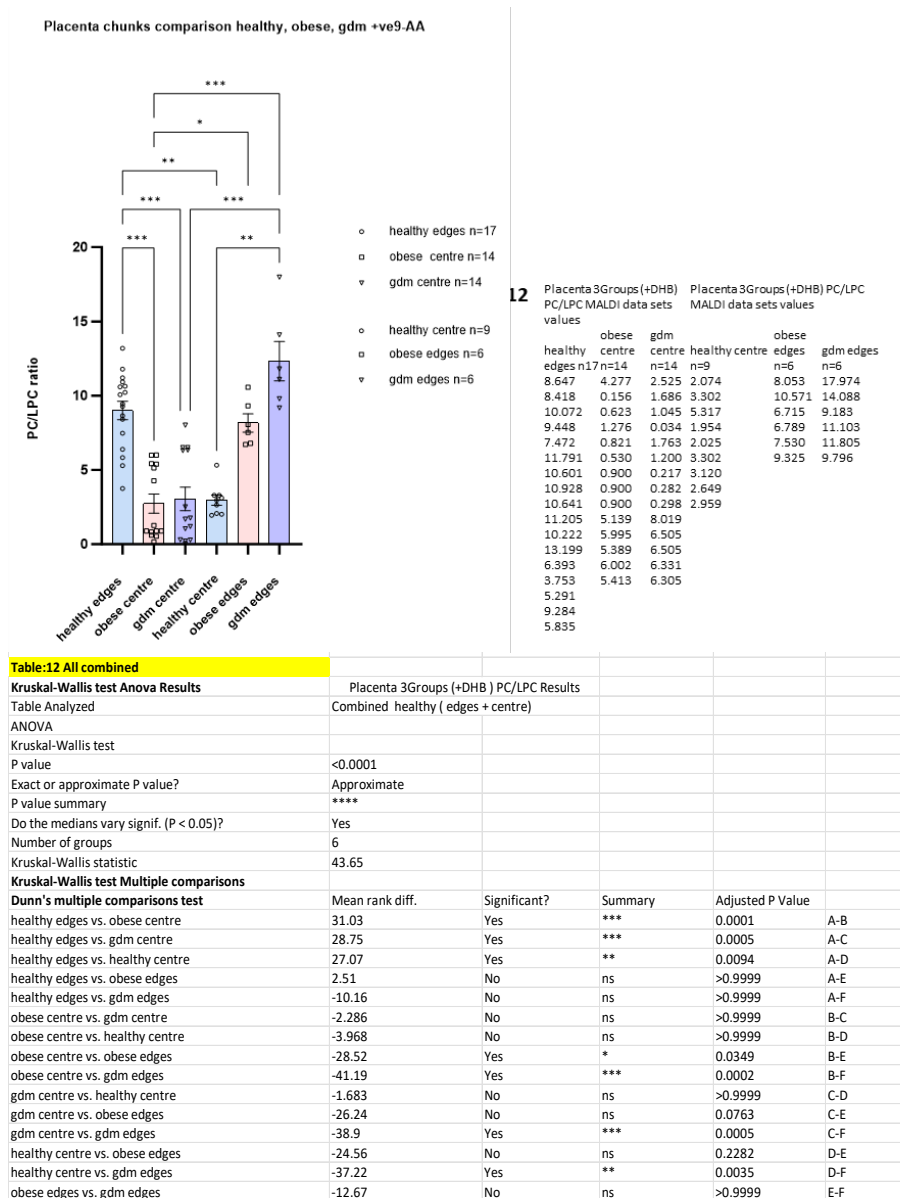 Placenta chunks comparison healthy, obese, gdm +ve9-AA
***
*
**
*** ***
*** **
20
15
10
5
0
PC/LPC ratio
healthy edges
obese centre
gdm centre
healthy centre
obese edges
gdm edges
healthy edges n=17
obese centre n=14
gdm centre n=14
healthy centre n=9
obese edges n=6
gdm edges n=6
12
Placenta 3Groups (+DHB) Placenta 3Groups (+DHB) PC/LPC
PC/LPC MALDI data sets MALDI data sets values
values
obese gdm obese
healthy centre centre healthy centre edges gdm edges
edges n17 n=14 n=14 n=9 n=6 n=6
8.647 4.277 2.525 2.074 8.053 17.974
8.418 0.156 1.686 3.302 10.571 14.088
10.072 0.623 1.045 5.317 6.715 9.183
9.448 1.276 0.034 1.954 6.789 11.103
7.472 0.821 1.763 2.025 7.530 11.805
11.791 0.530 1.200 3.302 9.325 9.796
10.601 0.900 0.217 3.120
10.928 0.900 0.282 2.649
10.641 0.900 0.298 2.959
11.205 5.139 8.019
10.222 5.995 6.505
13.199 5.389 6.505
6.393 6.002 6.331
3.753 5.413 6.305
5.291
9.284
5.835
Table:12 All combined
Kruskal-Wallis test Anova Results Placenta 3Groups (+DHB ) PC/LPC Results
Table Analyzed Combined healthy ( edges + centre)
ANOVA
Kruskal-Wallis test
P value <0.0001
Exact or approximate P value? Approximate
P value summary ****
Do the medians vary signif. (P < 0.05)? Yes
Number of groups 6
Kruskal-Wallis statistic 43.65
Kruskal-Wallis test Multiple comparisons
Dunn's multiple comparisons test Mean rank diff. Significant? Summary Adjusted P Value
healthy edges vs. obese centre 31.03 Yes *** 0.0001 A-B
healthy edges vs. gdm centre 28.75 Yes *** 0.0005 A-C
healthy edges vs. healthy centre 27.07 Yes ** 0.0094 A-D
healthy edges vs. obese edges 2.51 No ns >0.9999 A-E
healthy edges vs. gdm edges -10.16 No ns >0.9999 A-F
obese centre vs. gdm centre -2.286 No ns >0.9999 B-C
obese centre vs. healthy centre -3.968 No ns >0.9999 B-D
obese centre vs. obese edges -28.52 Yes * 0.0349 B-E
obese centre vs. gdm edges -41.19 Yes *** 0.0002 B-F
gdm centre vs. healthy centre -1.683 No ns >0.9999 C-D
gdm centre vs. obese edges -26.24 No ns 0.0763 C-E
gdm centre vs. gdm edges -38.9 Yes *** 0.0005 C-F
healthy centre vs. obese edges -24.56 No ns 0.2282 D-E
healthy centre vs. gdm edges -37.22 Yes ** 0.0035 D-F
obese edges vs. gdm edges -12.67 No ns >0.9999 E-F